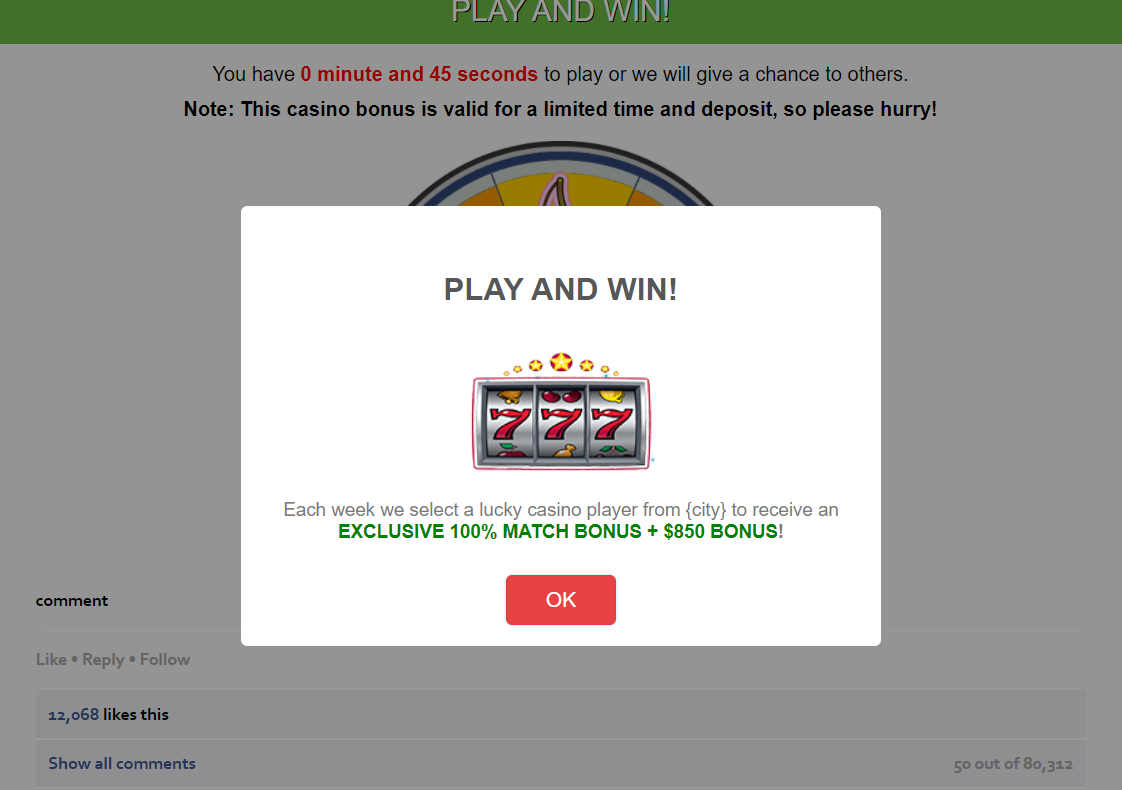 PLAY AND WIN!
You have 0 minute and 45 seconds to play or we will give a chance to others.
Note: This casino bonus is valid for a limited time and deposit, so please hurry!
PLAY AND WIN!
7 7 7
Each week we select a lucky casino player from {city} to receive an
EXCLUSIVE 100% MATCH BONUS + $850 BONUS!
OK
comment
Like • Reply • Follow
12,068 likes this
Show all comments
50 out of 80,312